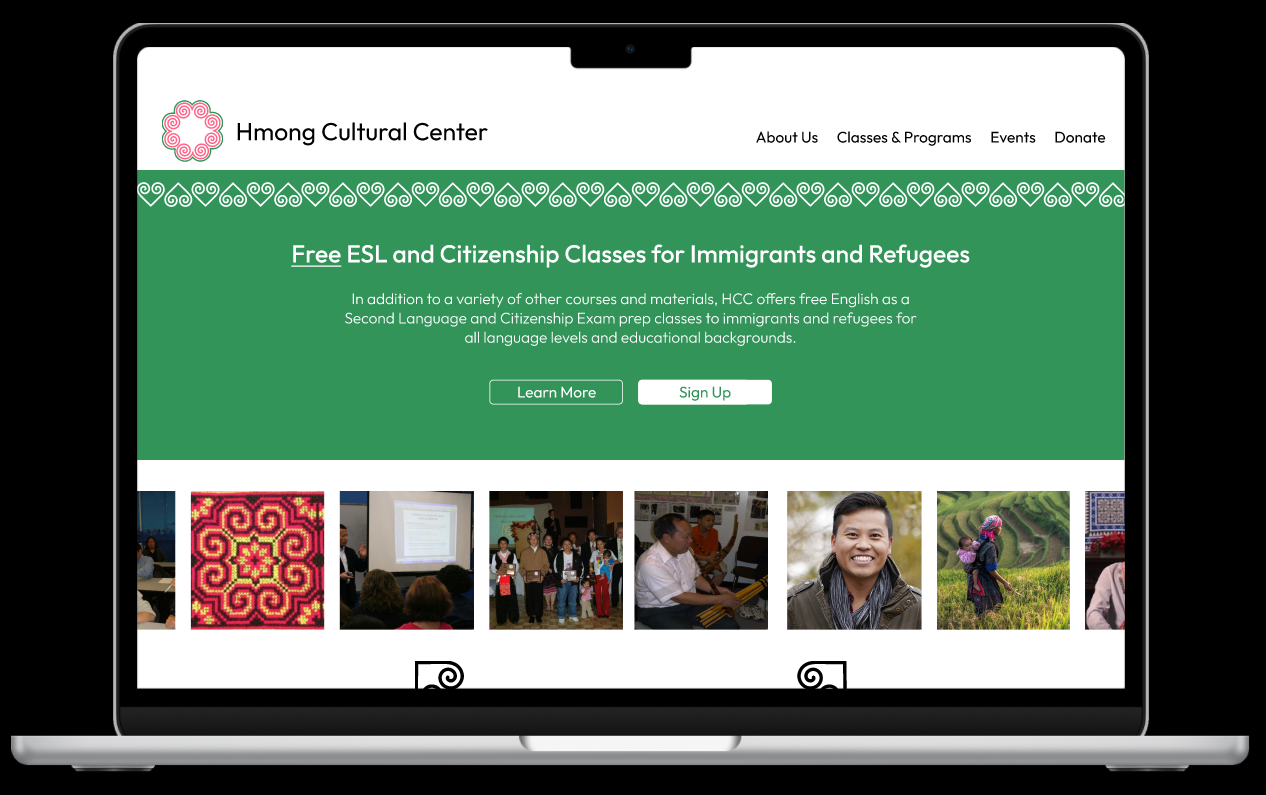 Hmong Cultural Center
About Us Classes & Programs Events Donate
Free ESL and Citizenship Classes for Immigrants and Refugees
In addition to a variety of other courses and materials, HCC offers free English as a
Second Language and Citizenship Exam prep classes to immigrants and refugees for
all language levels and educational backgrounds.
Learn More Sign Up